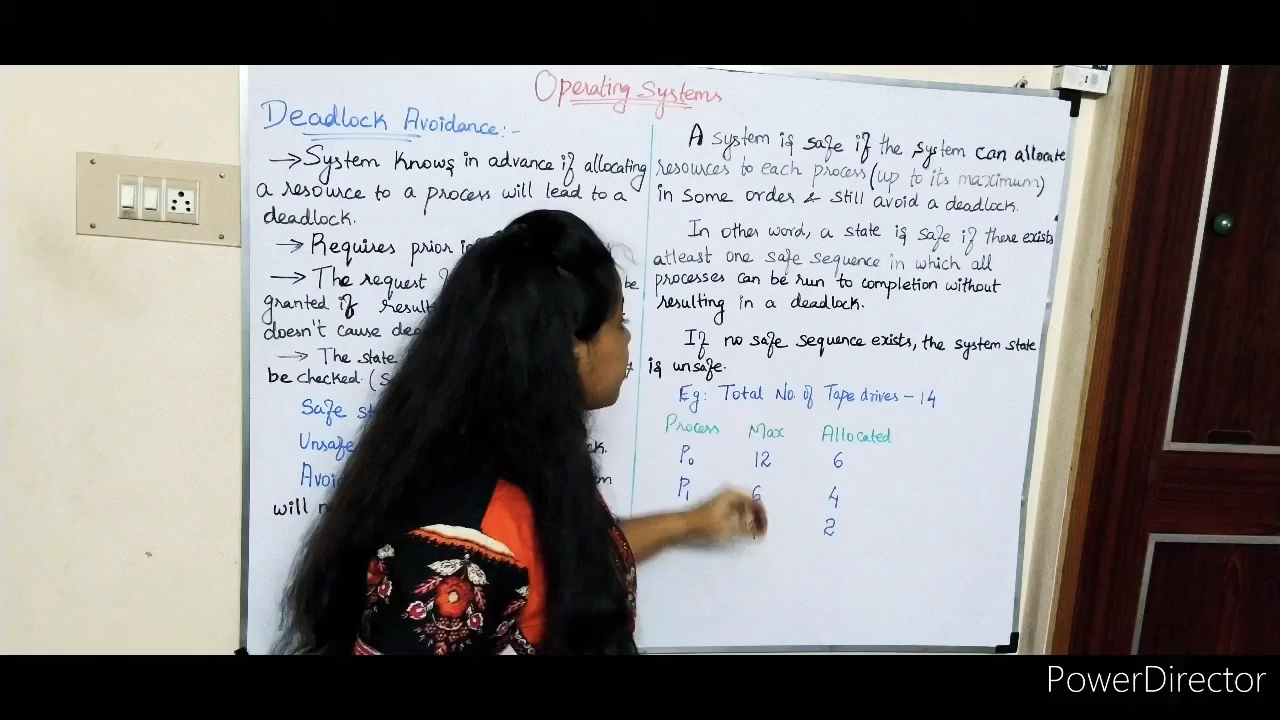 Operating Systems
Deadlock Avoidance:-
→ System knows in advance if allocating
a resource to a process will lead to a
deadlock.
→ Requires prior
→ The request be
granted if
doesn't cause
→ The state
be checked.
Safe
Unsafe
will
A system is safe if the system can allocate
resources to each process (up to its maximum)
in some order & still avoid a deadlock.
In other word, a state is safe if there exists
atleast one safe sequence in which all
processes can be run to completion without
resulting in a deadlock.
If no safe sequence exists, the system state
is unsafe.
Eg: Total No. of Tape drives - 14
Process Max Allocated
P0 12 6
P1 6 4
2
PowerDirector